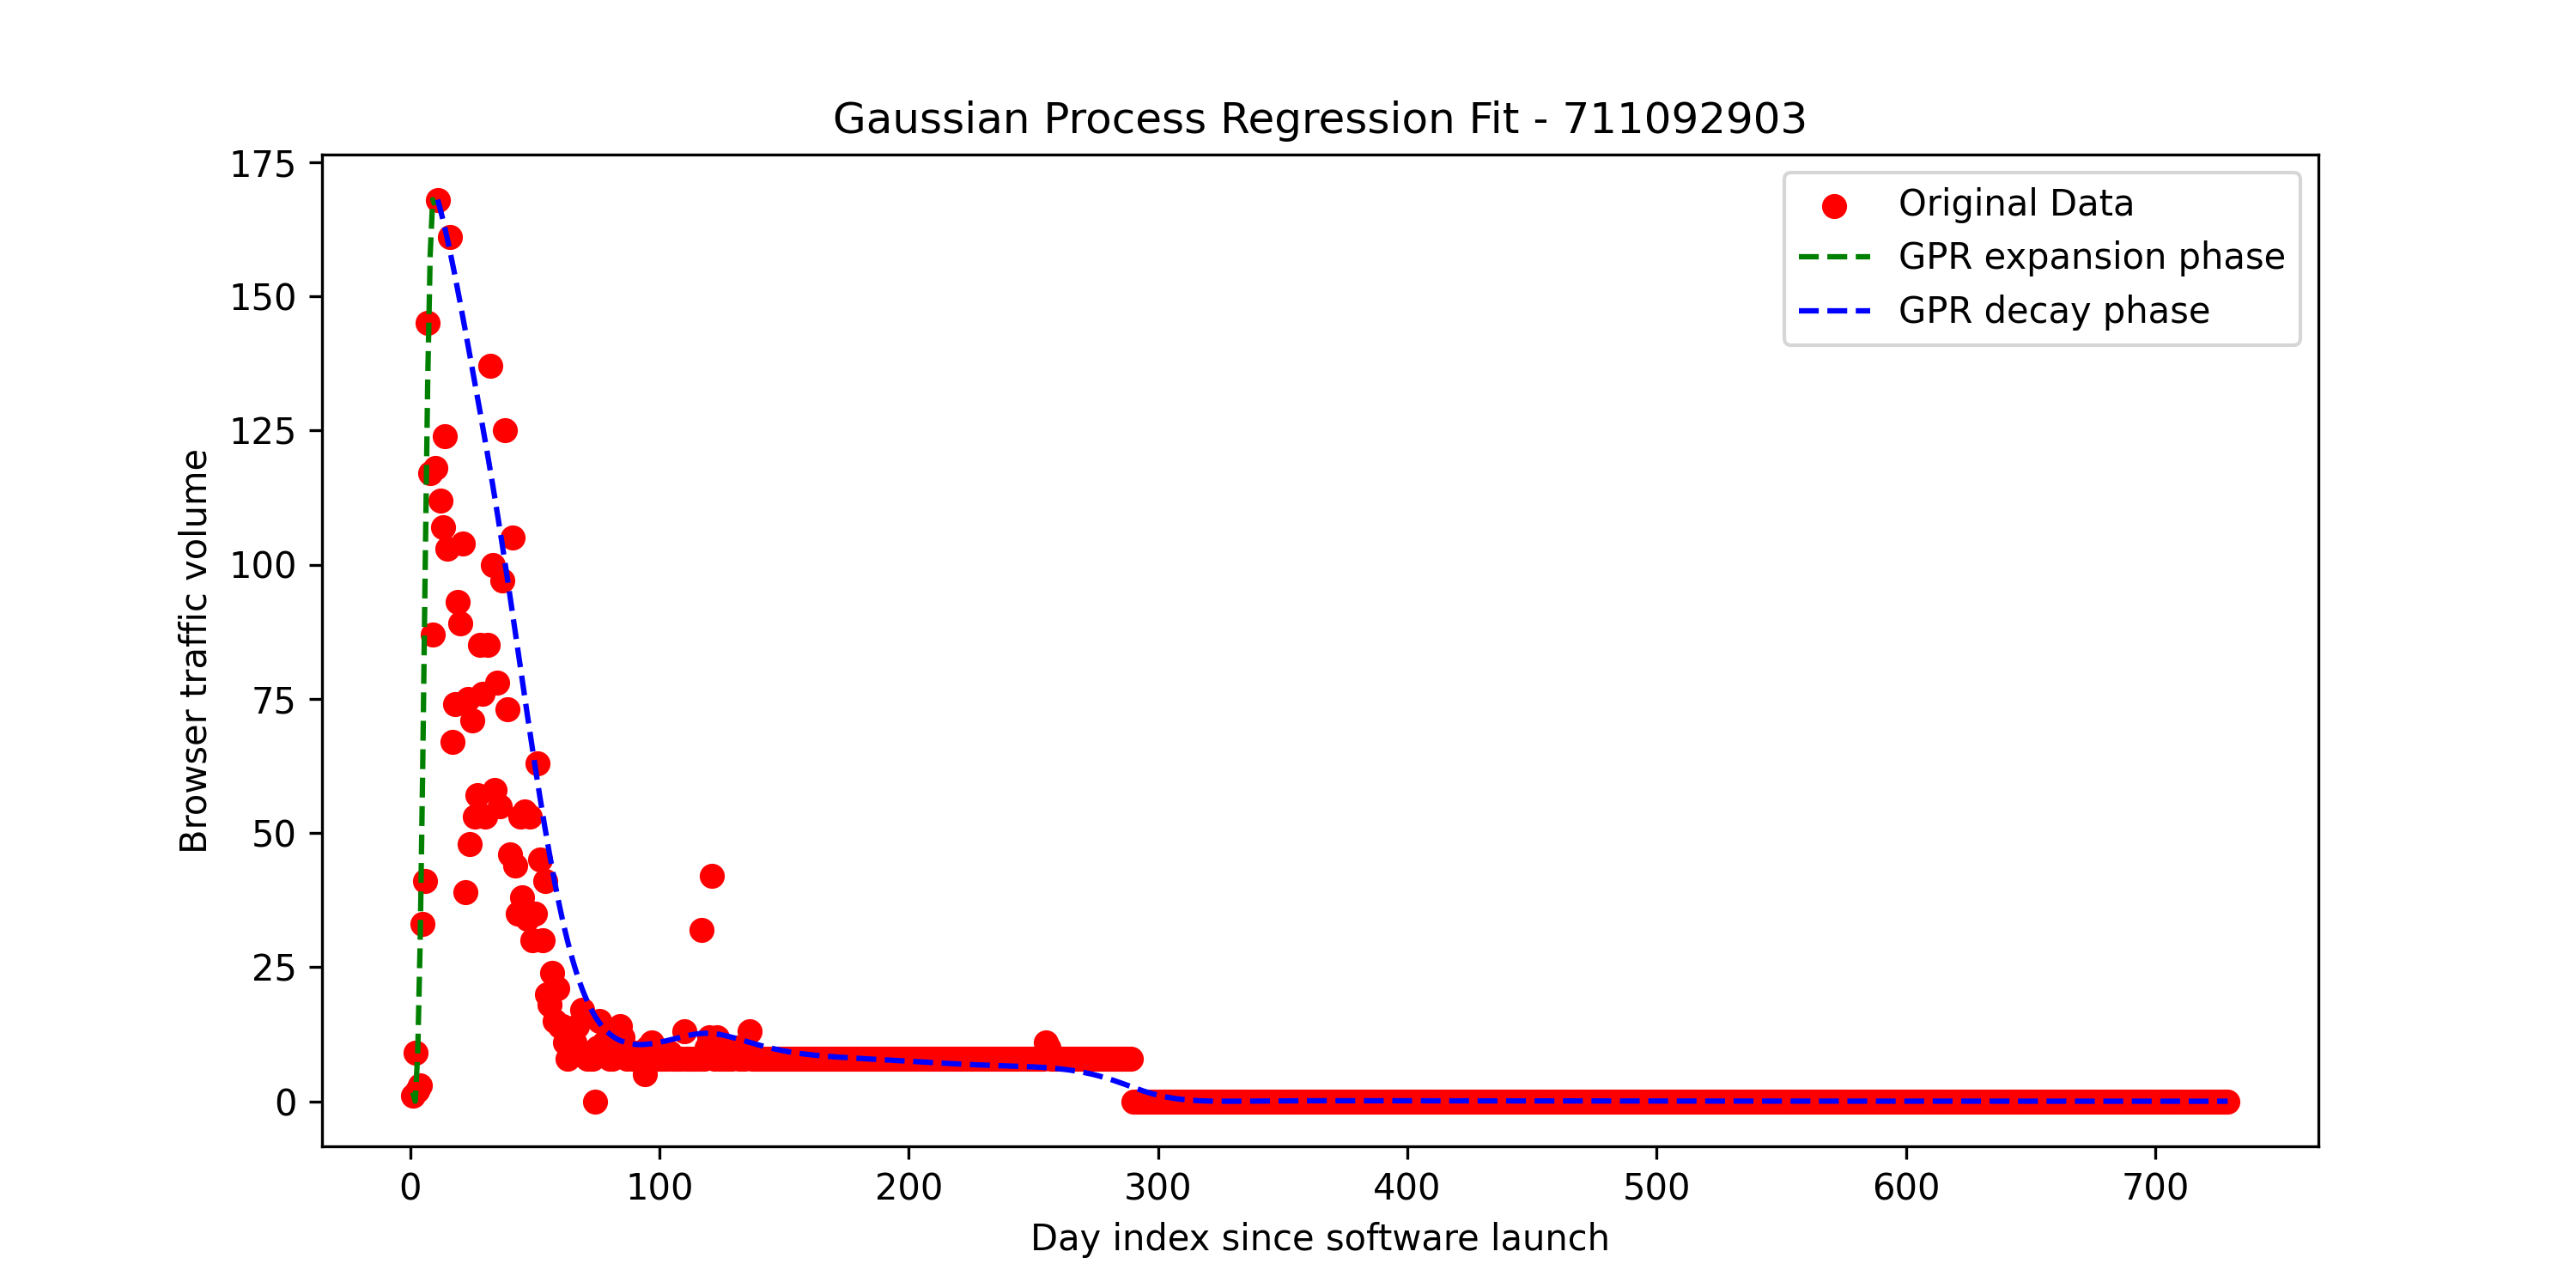 Gaussian Process Regression Fit - 711092903
175
150
125
100
75
50
25
0
Browser traffic volume
Original Data
GPR expansion phase
GPR decay phase
0 100 200 300 400 500 600 700
Day index since software launch